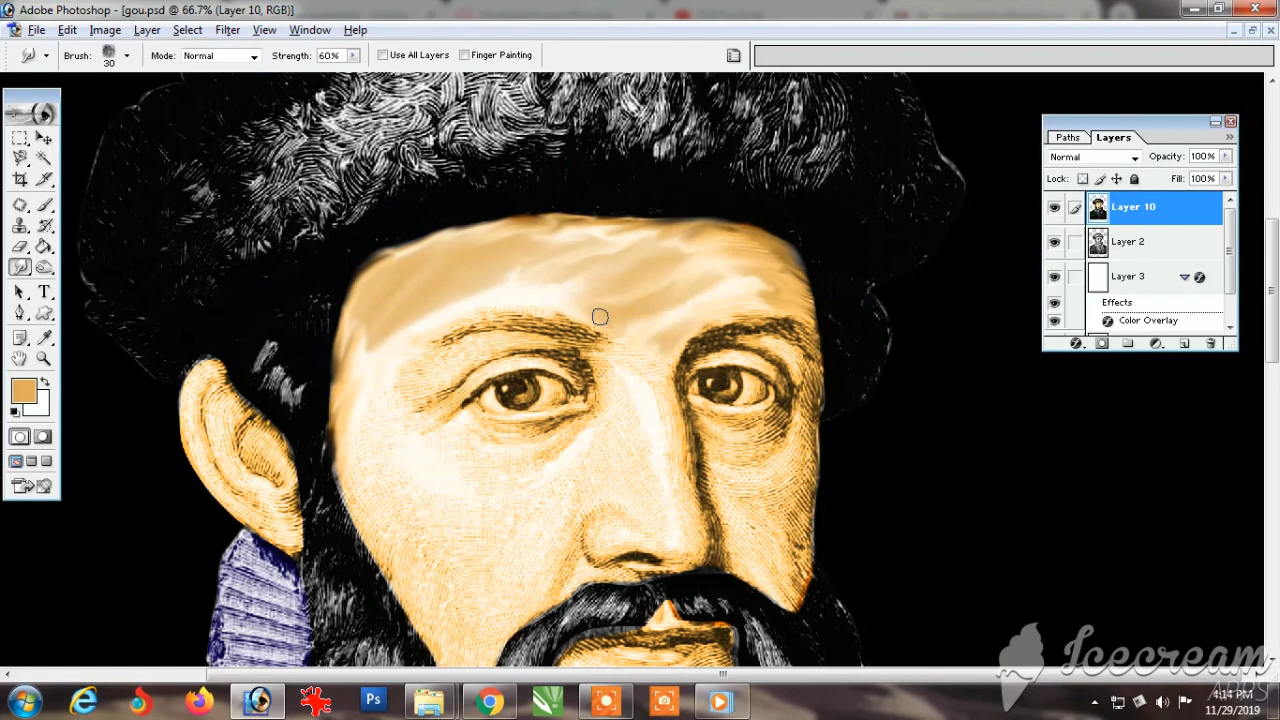 Adobe Photoshop - [gou.psd @ 66.7% (Layer 10, RGB)]
File Edit Image Layer Select Filter View Window Help
Brush: 30 Mode: Normal Strength: 60% Use All Layers Finger Painting
Paths Layers
Normal Opacity: 100%
Lock: Fill: 100%
Layer 10
Layer 2
Layer 3
Effects
Color Overlay
T
Icecream
Apps
Ps
4:14 PM
11/29/2019